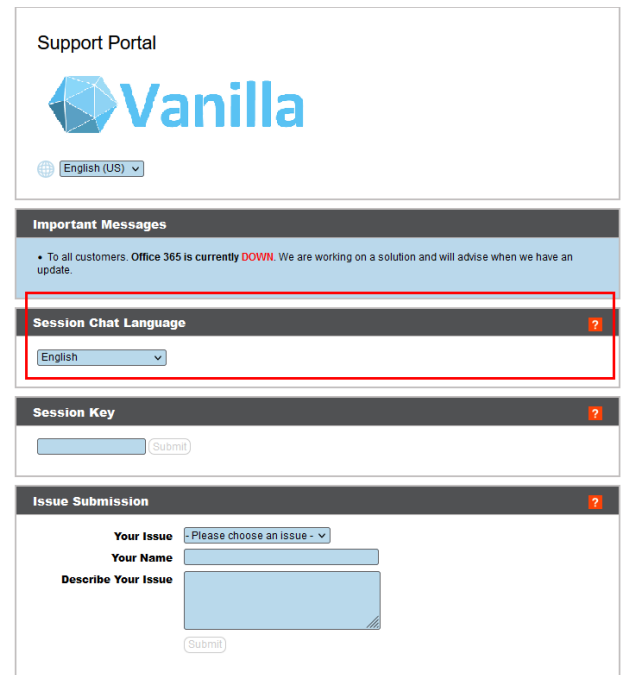 Support Portal
Vanilla
English (US)
Important Messages
• To all customers. Office 365 is currently DOWN. We are working on a solution and will advise when we have an
update.
Session Chat Language ?
English
Session Key ?
Submit
Issue Submission ?
Your Issue - Please choose an issue -
Your Name
Describe Your Issue
Submit